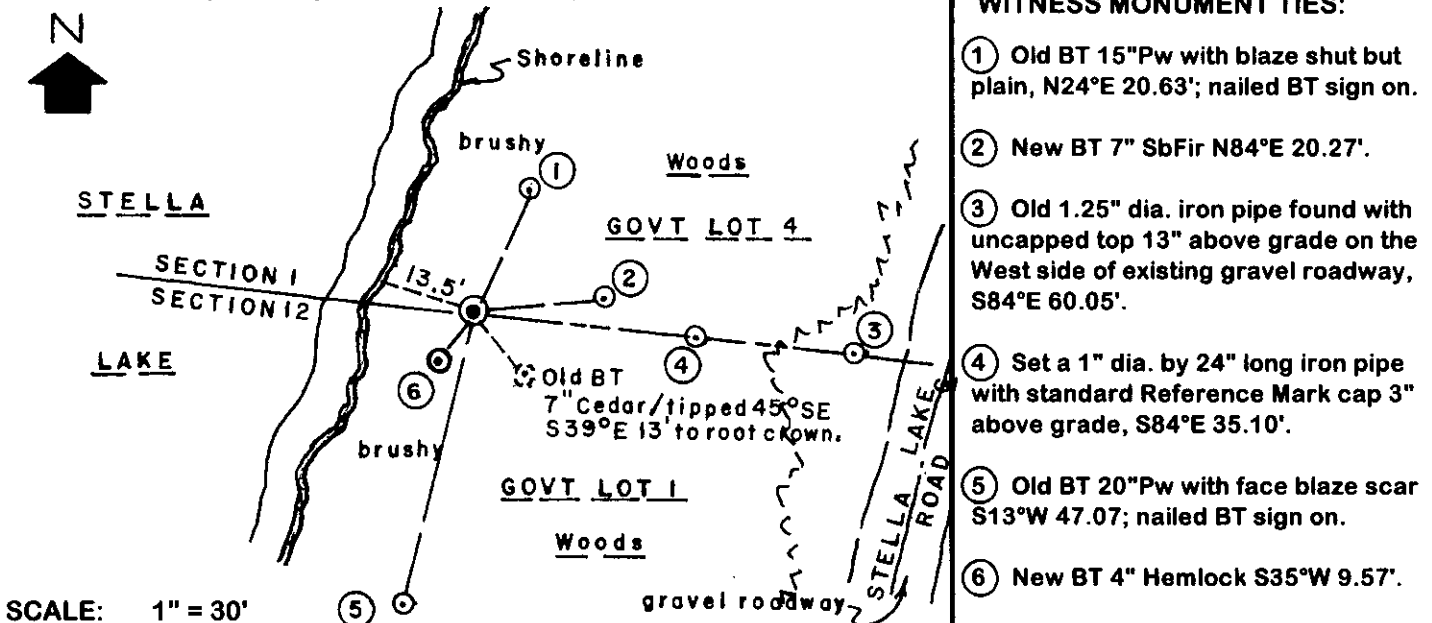 N
Shoreline
brushy
1
Woods
STELLA
GOVT LOT 4
SECTION 1
13.5'
2
SECTION 12
3
LAKE
4
6
Old BT
7" Cedar/tipped 45° SE
S39°E 13' to root crown.
brushy
GOVT LOT 1
STELLA LAKE
ROAD
Woods
5
gravel roadway
SCALE: 1" = 30'
WITNESS MONUMENT TIES:
1 Old BT 15"Pw with blaze shut but
plain, N24°E 20.63'; nailed BT sign on.
2 New BT 7" SbFir N84°E 20.27'.
3 Old 1.25" dia. iron pipe found with
uncapped top 13" above grade on the
West side of existing gravel roadway,
S84°E 60.05'.
4 Set a 1" dia. by 24" long iron pipe
with standard Reference Mark cap 3"
above grade, S84°E 35.10'.
5 Old BT 20"Pw with face blaze scar
S13°W 47.07; nailed BT sign on.
6 New BT 4" Hemlock S35°W 9.57'.